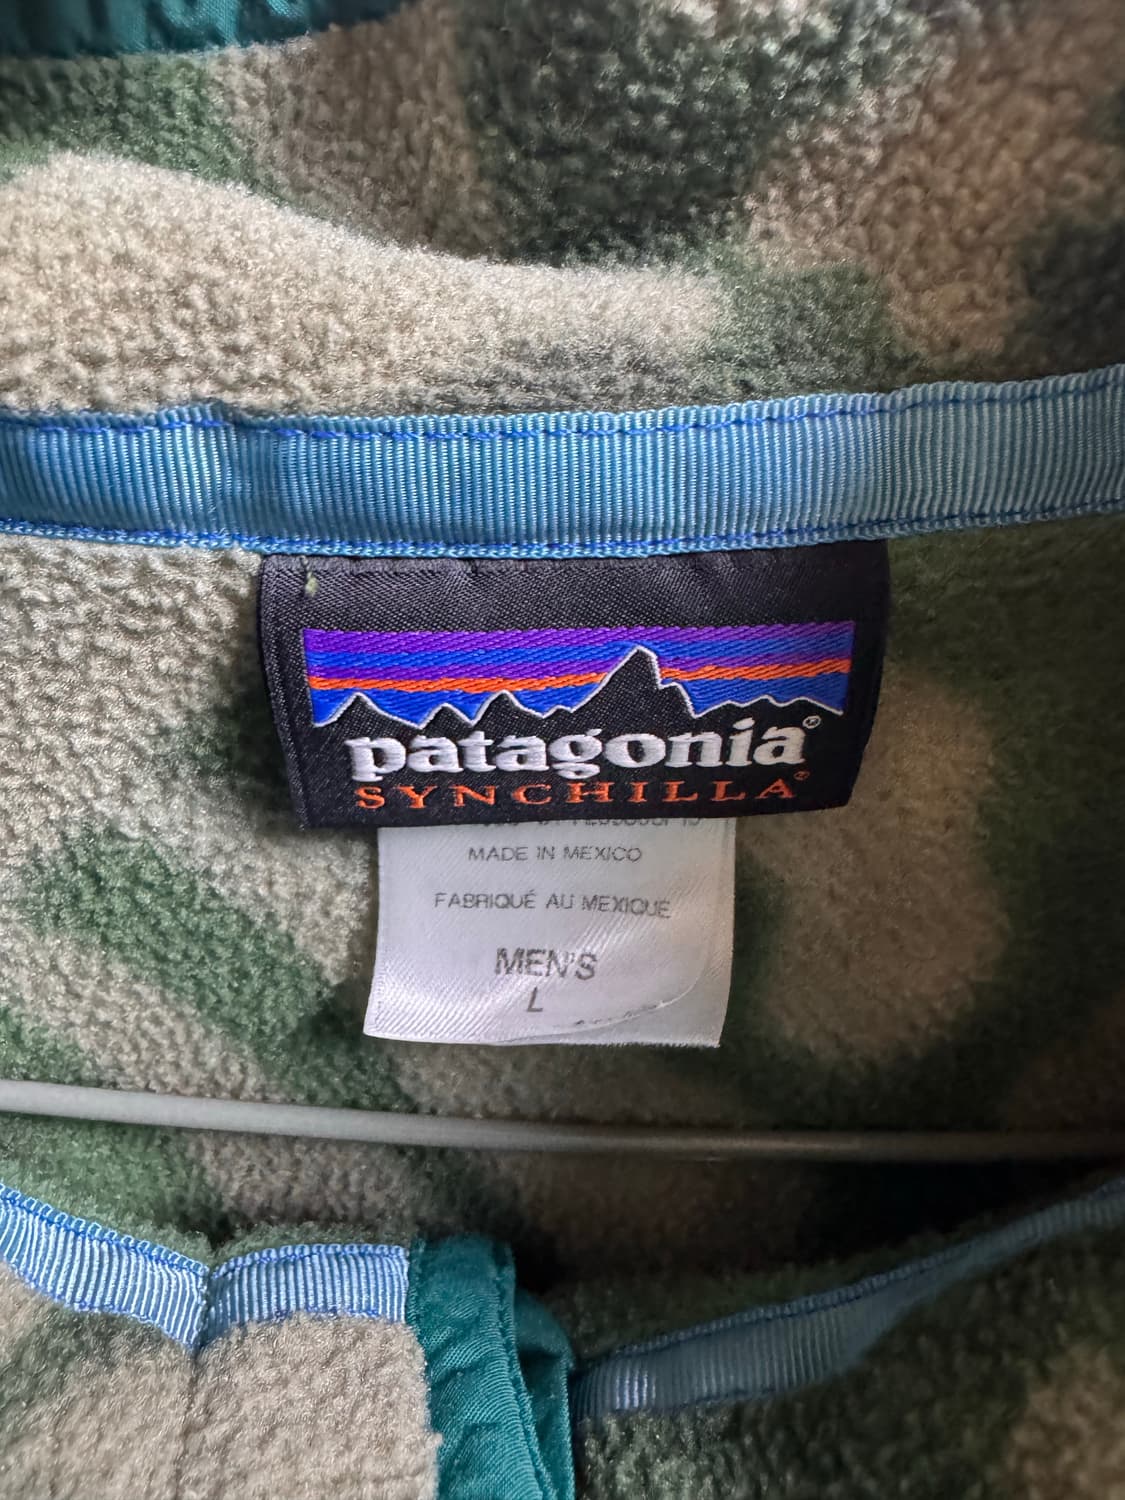 patagonia®
SYNCHILLA®
MADE IN MEXICO
FABRIQUÉ AU MEXIQUE
MEN'S
L